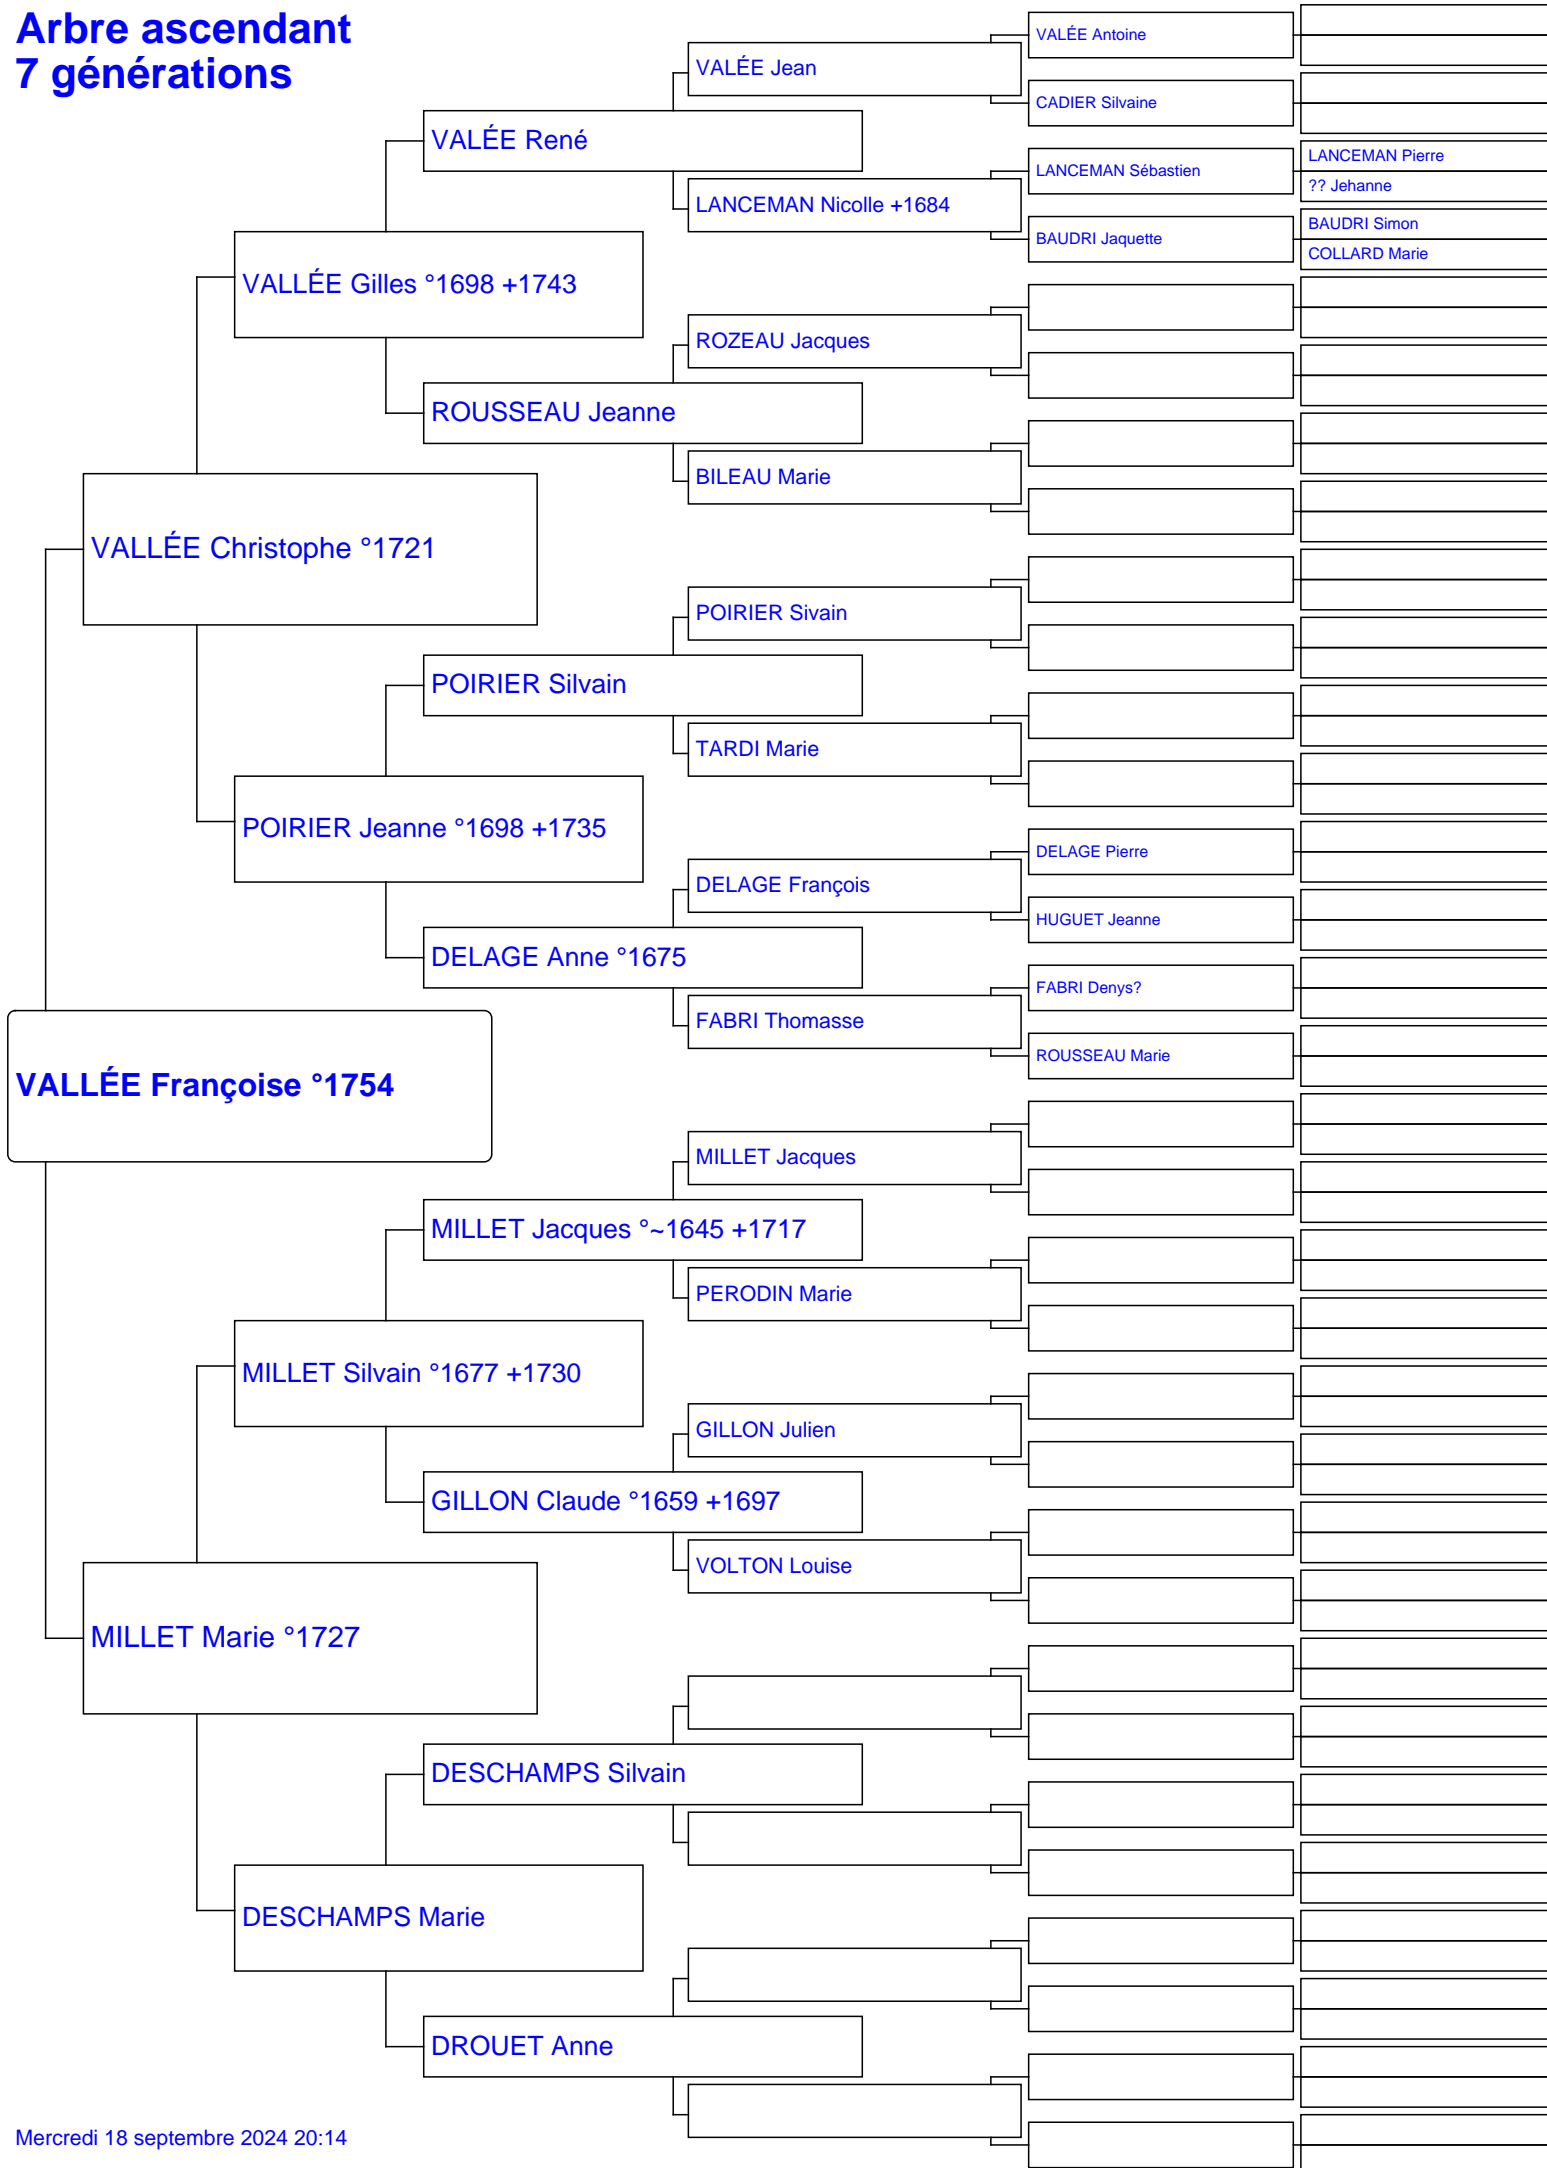 Arbre ascendant
7 générations
VALÉE Antoine
VALÉE Jean
CADIER Silvaine
VALÉE René
LANCEMAN Pierre
LANCEMAN Sébastien
?? Jehanne
LANCEMAN Nicolle +1684
BAUDRI Simon
BAUDRI Jaquette
COLLARD Marie
VALLÉE Gilles °1698 +1743
ROZEAU Jacques
ROUSSEAU Jeanne
BILEAU Marie
VALLÉE Christophe °1721
POIRIER Sivain
POIRIER Silvain
TARDI Marie
POIRIER Jeanne °1698 +1735
DELAGE Pierre
DELAGE François
HUGUET Jeanne
DELAGE Anne °1675
FABRI Denys?
FABRI Thomasse
ROUSSEAU Marie
VALLÉE Françoise °1754
MILLET Jacques
MILLET Jacques °~1645 +1717
PERODIN Marie
MILLET Silvain °1677 +1730
GILLON Julien
GILLON Claude °1659 +1697
VOLTON Louise
MILLET Marie °1727
DESCHAMPS Silvain
DESCHAMPS Marie
DROUET Anne
Mercredi 18 septembre 2024 20:14